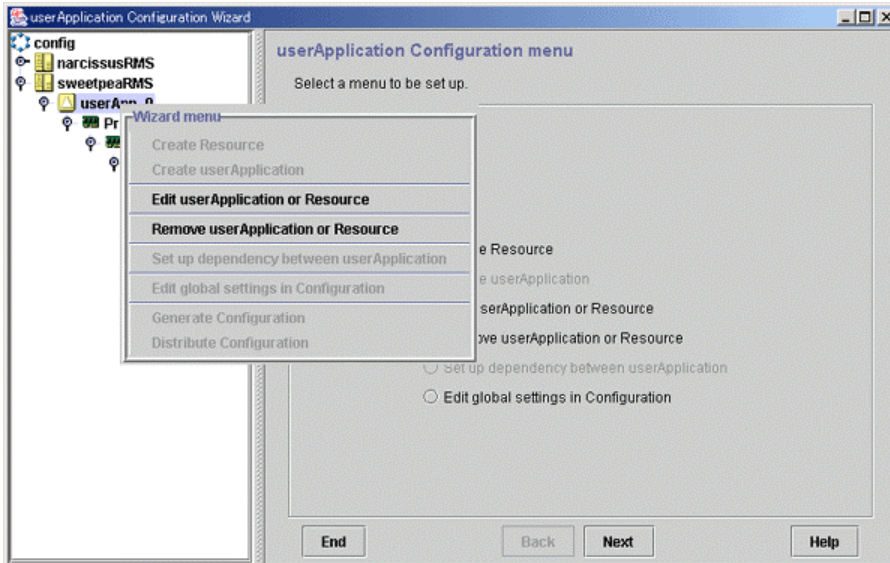 userApplication Configuration Wizard
config
narcissusRMS
sweetpeaRMS
userApp_0
Pr
userApplication Configuration menu
Select a menu to be set up.
Wizard menu
Create Resource
Create userApplication
Edit userApplication or Resource
Remove userApplication or Resource
Set up dependency between userApplication
Edit global settings in Configuration
Generate Configuration
Distribute Configuration
e Resource
e userApplication
serApplication or Resource
ove userApplication or Resource
Set up dependency between userApplication
Edit global settings in Configuration
End
Back
Next
Help